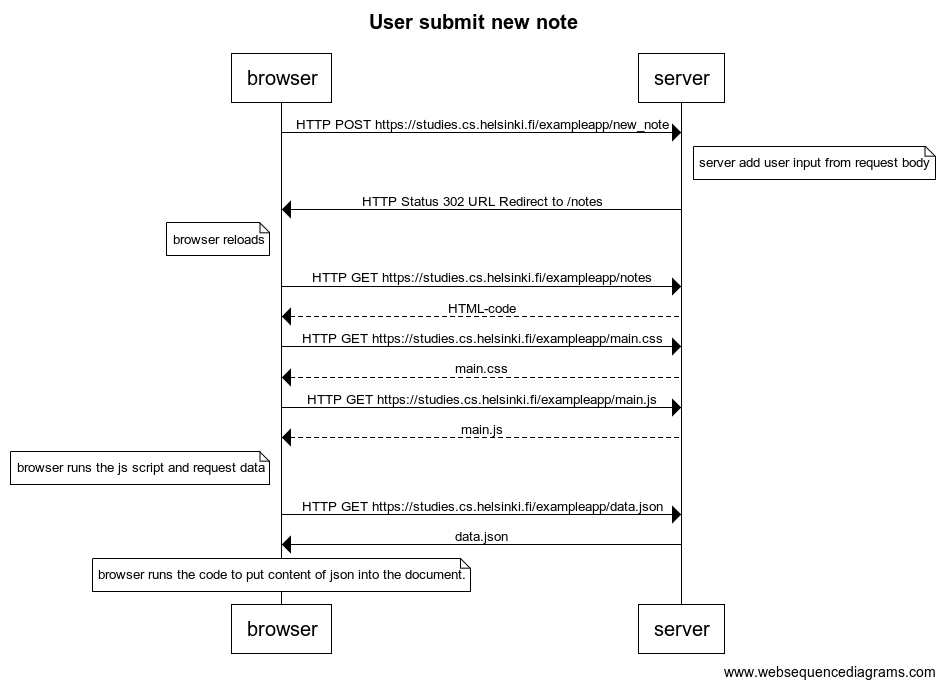 User submit new note
browser
server
HTTP POST https://studies.cs.helsinki.fi/exampleapp/new_note
server add user input from request body
HTTP Status 302 URL Redirect to /notes
browser reloads
HTTP GET https://studies.cs.helsinki.fi/exampleapp/notes
HTML-code
HTTP GET https://studies.cs.helsinki.fi/exampleapp/main.css
main.css
HTTP GET https://studies.cs.helsinki.fi/exampleapp/main.js
main.js
browser runs the js script and request data
HTTP GET https://studies.cs.helsinki.fi/exampleapp/data.json
data.json
browser runs the code to put content of json into the document.
browser
server
www.websequencediagrams.com